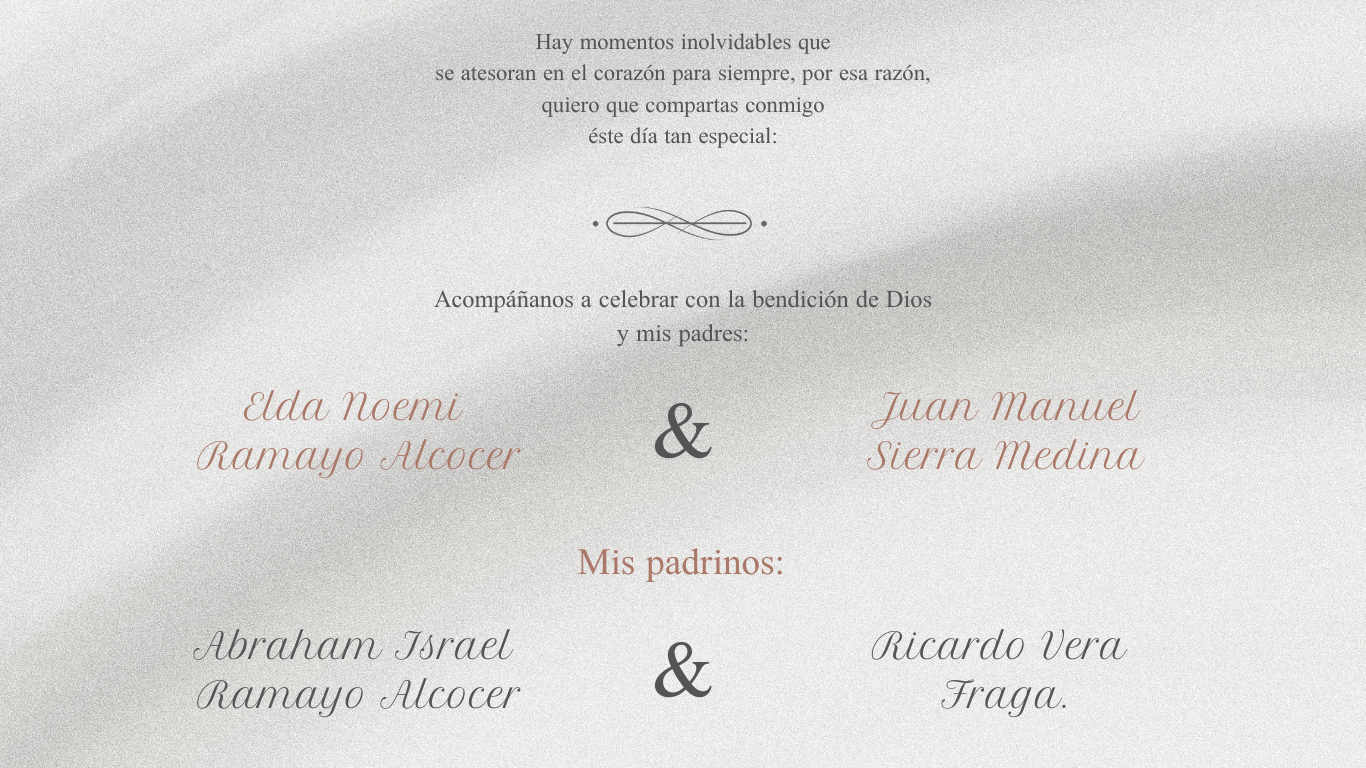 Hay momentos inolvidables que
se atesoran en el corazón para siempre, por esa razón,
quiero que compartas conmigo
éste día tan especial:
Acompáñanos a celebrar con la bendición de Dios
y mis padres:
Elda Noemi
Ramayo Alcocer
&
Juan Manuel
Sierra Medina
Mis padrinos:
Abraham Israel
Ramayo Alcocer
&
Ricardo Vera
Fraga.